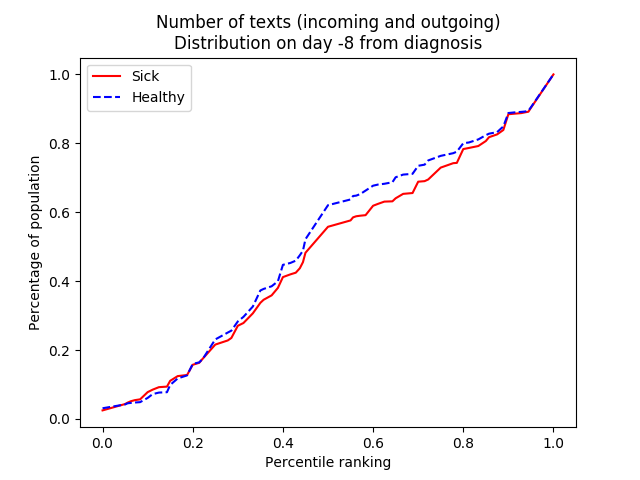 Number of texts (incoming and outgoing)
Distribution on day -8 from diagnosis
Sick
Healthy
1.0
0.8
0.6
0.4
0.2
0.0
Percentage of population
0.0 0.2 0.4 0.6 0.8 1.0
Percentile ranking